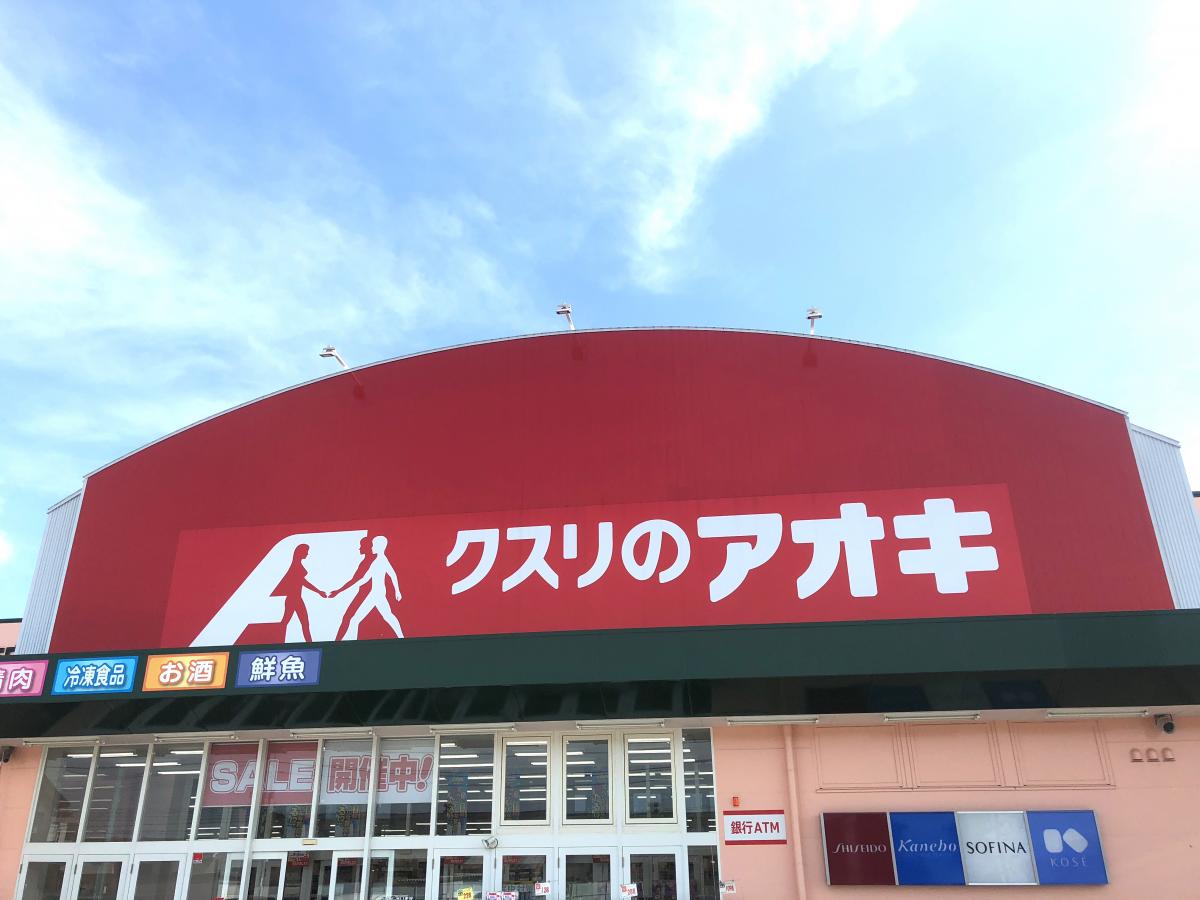 クスリのアオキ
精肉
冷凍食品
お酒
鮮魚
SALE 開催中!
銀行ATM
SHISEIDO
Kanebo
SOFINA
KOSÉ